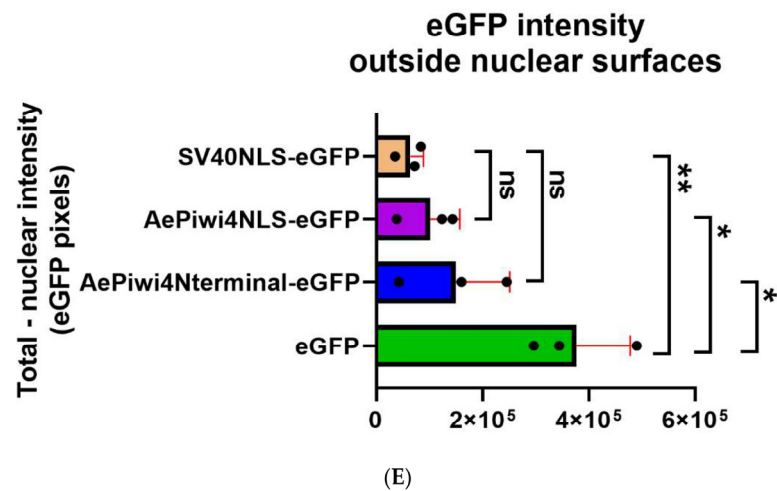 eGFP intensity
outside nuclear surfaces
Total - nuclear intensity
(eGFP pixels)
SV40NLS-eGFP
AePiwi4NLS-eGFP
AePiwi4Nterminal-eGFP
eGFP
ns
ns
**
*
*
0 2×10⁵ 4×10⁵ 6×10⁵
(E)